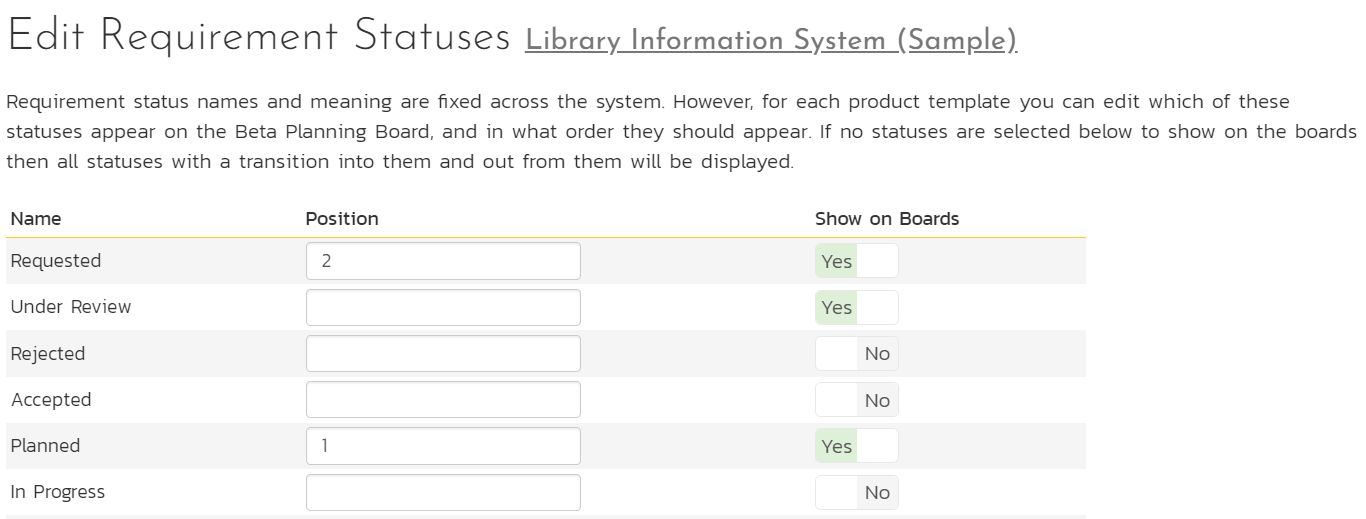 Edit Requirement Statuses Library Information System (Sample)
Requirement status names and meaning are fixed across the system. However, for each product template you can edit which of these
statuses appear on the Beta Planning Board, and in what order they should appear. If no statuses are selected below to show on the boards
then all statuses with a transition into them and out from them will be displayed.
Name Position Show on Boards
Requested 2 Yes
Under Review Yes
Rejected No
Accepted No
Planned 1 Yes
In Progress No